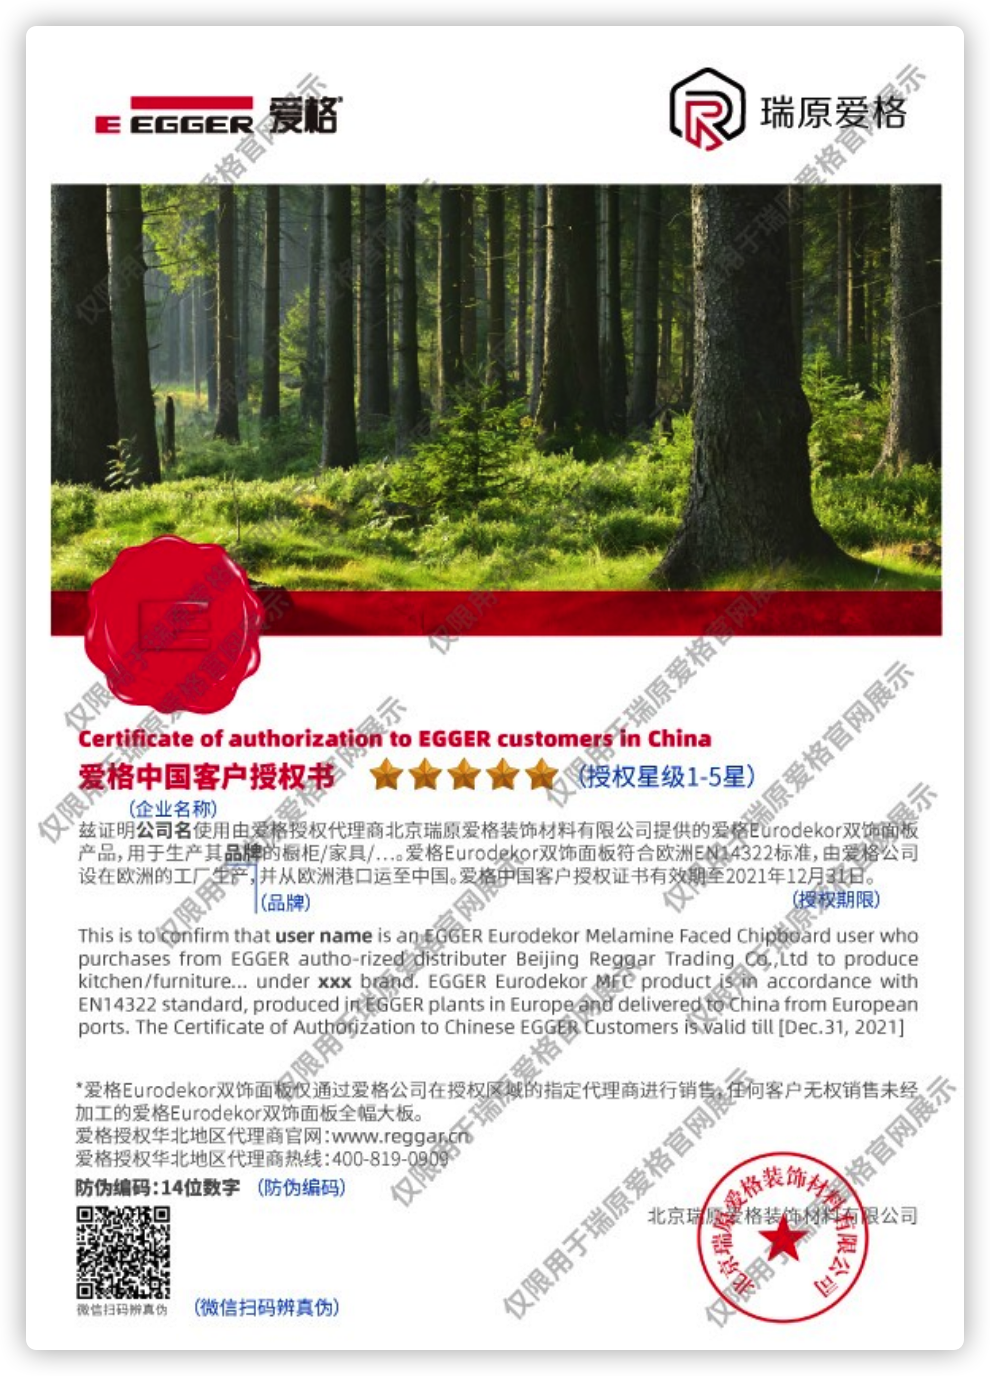 EGGER 爱格
瑞原爱格
Certificate of authorization to EGGER customers in China
爱格中国客户授权书 (授权星级1-5星)
(企业名称)
兹证明公司名使用由爱格授权代理商北京瑞原爱格装饰材料有限公司提供的爱格Eurodekor双饰面板
产品,用于生产其品牌的橱柜/家具/...。爱格Eurodekor双饰面板符合欧洲EN14322标准,由爱格公司
设在欧洲的工厂生产,并从欧洲港口运至中国。爱格中国客户授权证书有效期至2021年12月31日。
(品牌) (授权期限)
This is to confirm that user name is an EGGER Eurodekor Melamine Faced Chipboard user who
purchases from EGGER autho-rized distributer Beijing Reggar Trading Co.,Ltd to produce
kitchen/furniture... under xxx brand. EGGER Eurodekor MFC product is in accordance with
EN14322 standard, produced in EGGER plants in Europe and delivered to China from European
ports. The Certificate of Authorization to Chinese EGGER Customers is valid till [Dec.31, 2021]
*爱格Eurodekor双饰面板仅通过爱格公司在授权区域的指定代理商进行销售,任何客户无权销售未经
加工的爱格Eurodekor双饰面板全幅大板。
爱格授权华北地区代理商官网:www.reggar.cn
爱格授权华北地区代理商热线:400-819-0909
防伪编码:14位数字 (防伪编码)
北京瑞原爱格装饰材料有限公司
北京瑞原爱格装饰材料有限公司
微信扫码辨真伪 (微信扫码辨真伪)
仅限用于瑞原爱格官网展示